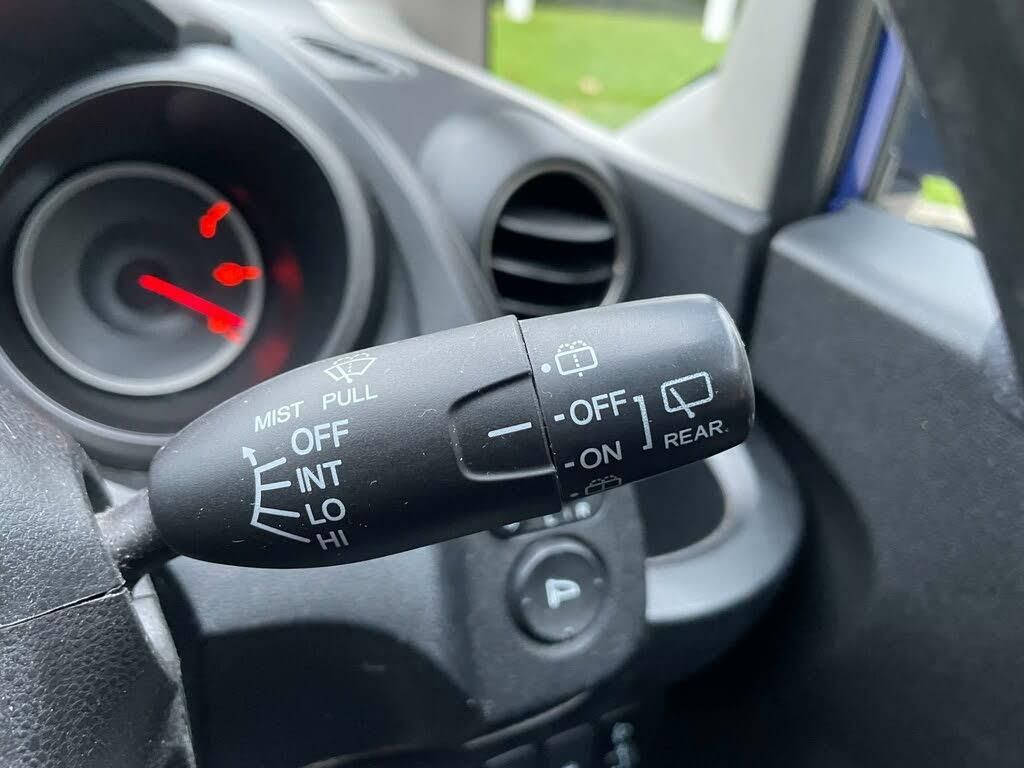 MIST PULL
OFF
INT
LO
HI
OFF
ON
REAR